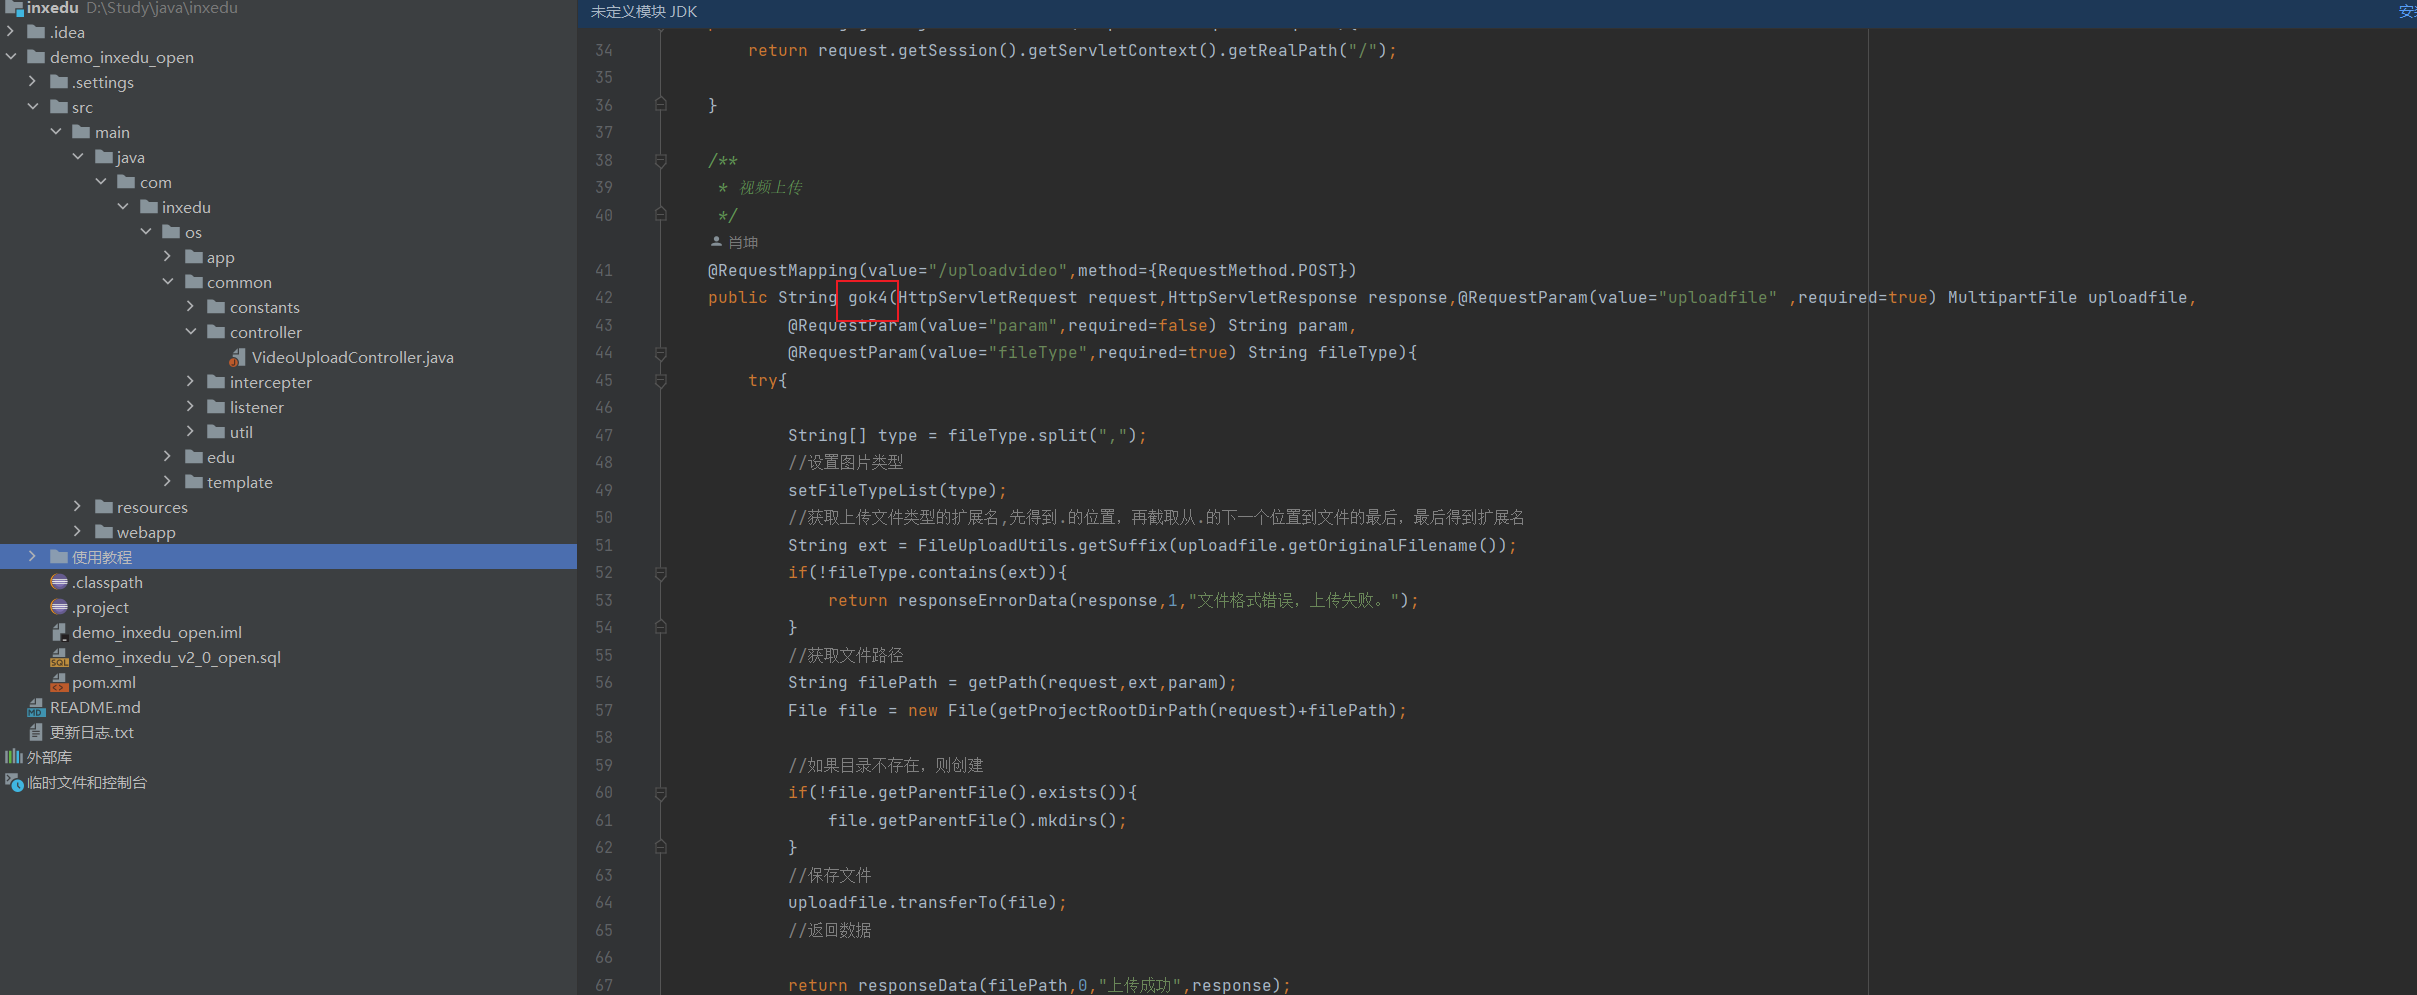 inxedu D:\Study\java\inxedu
.idea
demo_inxedu_open
.settings
src
main
java
com
inxedu
os
app
common
constants
controller
VideoUploadController.java
intercepter
listener
util
edu
template
resources
webapp
使用教程
.classpath
.project
demo_inxedu_open.iml
demo_inxedu_v2_0_open.sql
pom.xml
README.md
更新日志.txt
外部库
临时文件和控制台
未定义模块 JDK
34 return request.getSession().getServletContext().getRealPath("/");
35
36 }
37
38 /**
39 * 视频上传
40 */
肖坤
41 @RequestMapping(value="/uploadvideo",method={RequestMethod.POST})
42 public String gok4(HttpServletRequest request,HttpServletResponse response,@RequestParam(value="uploadfile" ,required=true) MultipartFile uploadfile,
43 @RequestParam(value="param",required=false) String param,
44 @RequestParam(value="fileType",required=true) String fileType){
45 try{
46
47 String[] type = fileType.split(",");
48 //设置图片类型
49 setFileTypeList(type);
50 //获取上传文件类型的扩展名,先得到.的位置，再截取从.的下一个位置到文件的最后，最后得到扩展名
51 String ext = FileUploadUtils.getSuffix(uploadfile.getOriginalFilename());
52 if(!fileType.contains(ext)){
53 return responseErrorData(response,1,"文件格式错误，上传失败。");
54 }
55 //获取文件路径
56 String filePath = getPath(request,ext,param);
57 File file = new File(getProjectRootDirPath(request)+filePath);
58
59 //如果目录不存在，则创建
60 if(!file.getParentFile().exists()){
61 file.getParentFile().mkdirs();
62 }
63 //保存文件
64 uploadfile.transferTo(file);
65 //返回数据
66
67 return responseData(filePath,0,"上传成功",response);